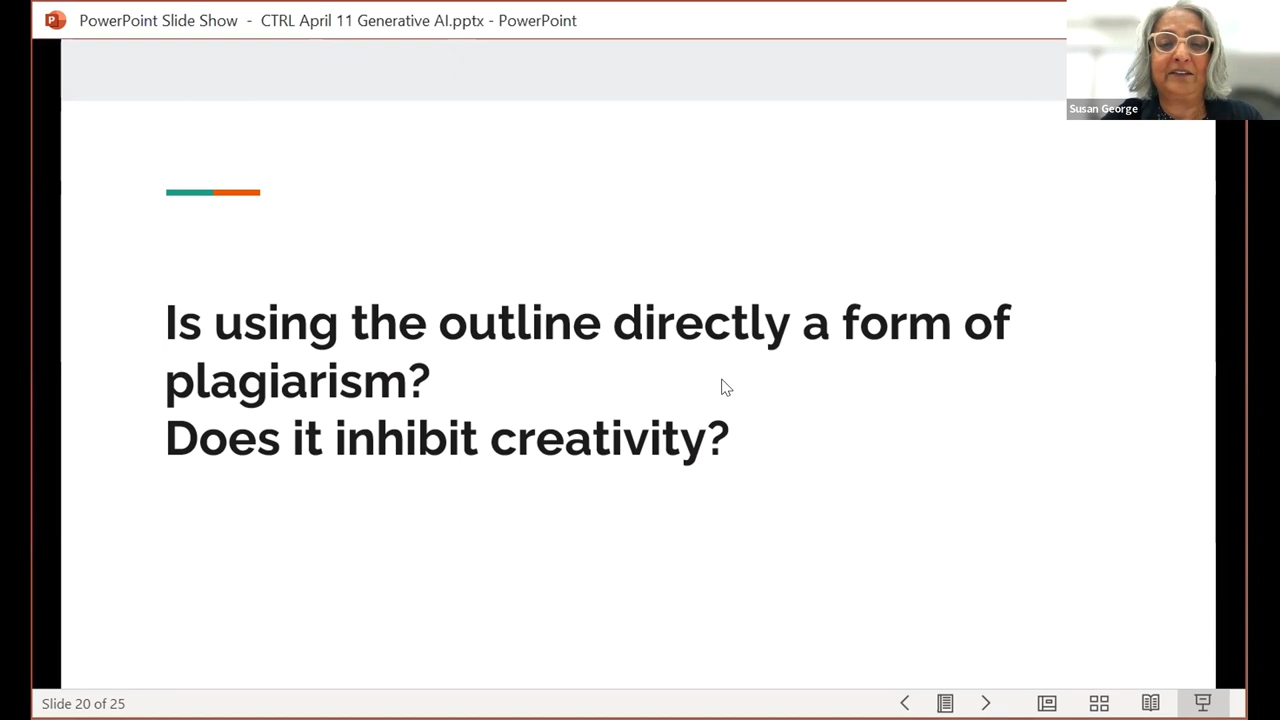 PowerPoint Slide Show - CTRL April 11 Generative AI.pptx - PowerPoint
Susan George
Is using the outline directly a form of
plagiarism?
Does it inhibit creativity?
Slide 20 of 25